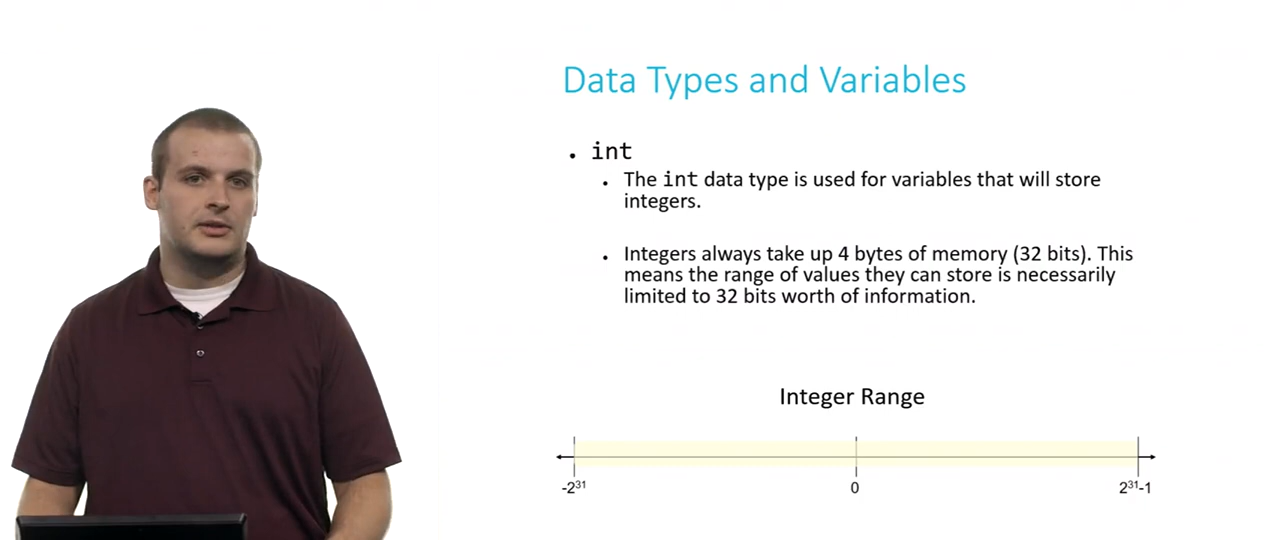 Data Types and Variables
• int
• The int data type is used for variables that will store
integers.
• Integers always take up 4 bytes of memory (32 bits). This
means the range of values they can store is necessarily
limited to 32 bits worth of information.
Integer Range
-2³¹ 0 2³¹-1